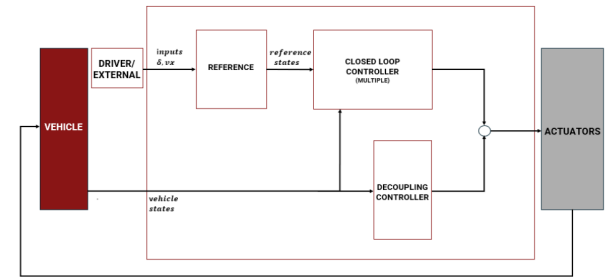 VEHICLE
DRIVER/
EXTERNAL
inputs
δ, vx
REFERENCE
reference
states
CLOSED LOOP
CONTROLLER
(MULTIPLE)
vehicle
states
DECOUPLING
CONTROLLER
ACTUATORS